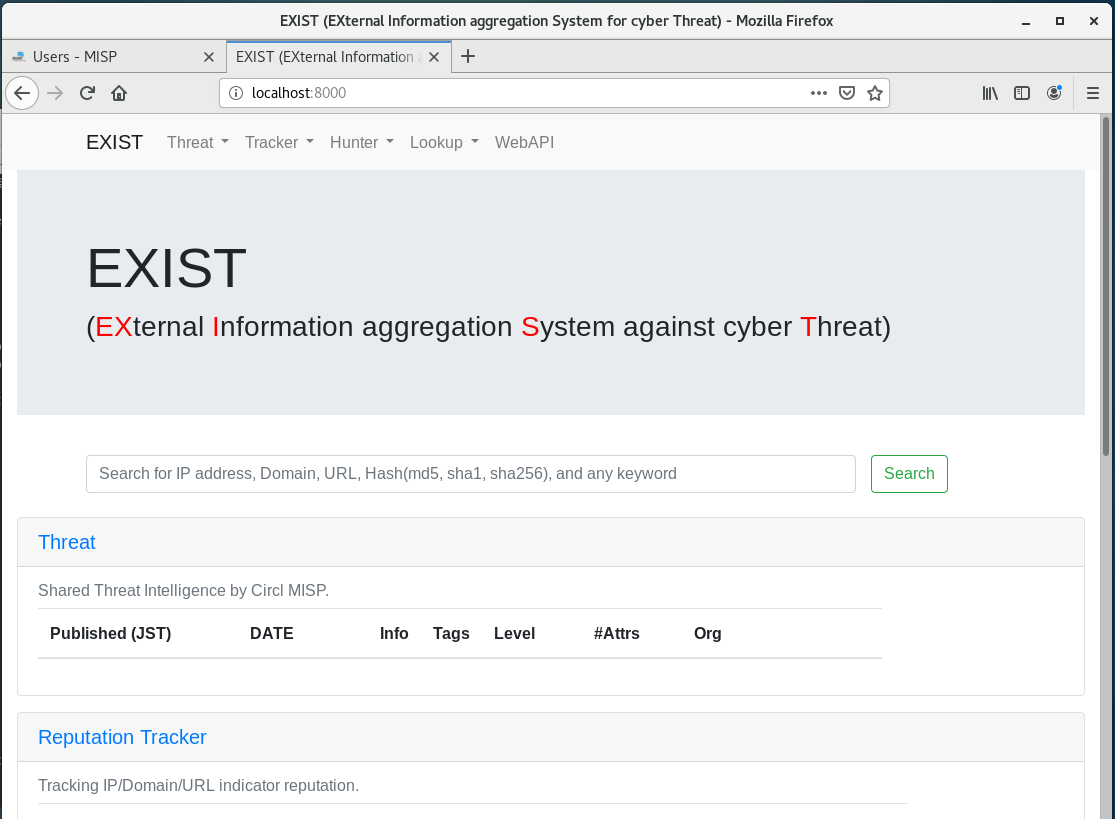 EXIST (EXternal Information aggregation System for cyber Threat) - Mozilla Firefox
Users - MISP
EXIST (EXternal Information
localhost:8000
EXIST Threat Tracker Hunter Lookup WebAPI
EXIST
(EXternal Information aggregation System against cyber Threat)
Search for IP address, Domain, URL, Hash(md5, sha1, sha256), and any keyword
Search
Threat
Shared Threat Intelligence by Circl MISP.
Published (JST) DATE Info Tags Level #Attrs Org
Reputation Tracker
Tracking IP/Domain/URL indicator reputation.